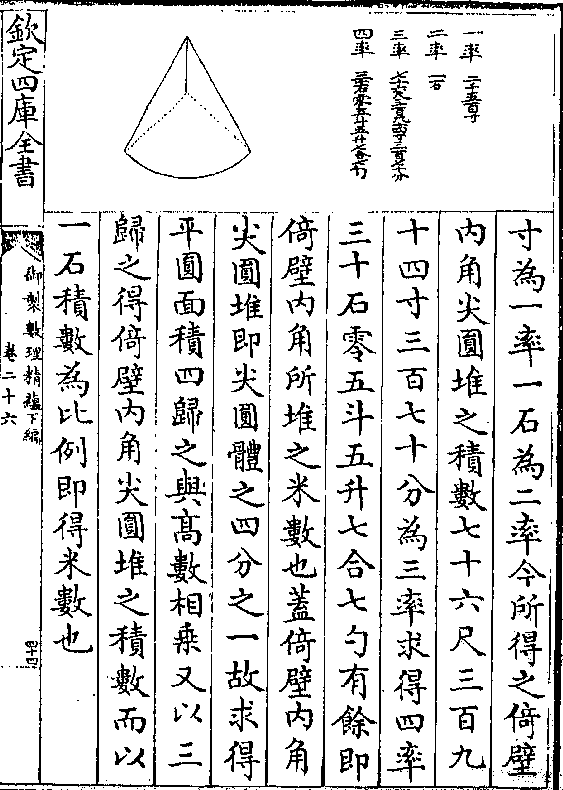 一率 二千五百寸
二率 一石
三率 七十六尺三百九十四寸三百七十分
四率 三十石零五斗五升七合七勺
寸為一率一石為二率今所得之倚壁
内角尖圓堆之積數七十六尺三百九
十四寸三百七十分為三率求得四率
三十石零五斗五升七合七勺有餘即
倚壁内角所堆之米數也蓋倚壁内角
尖圓堆即尖圓體之四分之一故求得
平圓面積四歸之與髙數相乗又以三
歸之得倚壁内角尖圓堆之積數而以
一石積數為比例即得米數也
欽定四庫全書
御製數理精藴下編
卷二十六
四十四